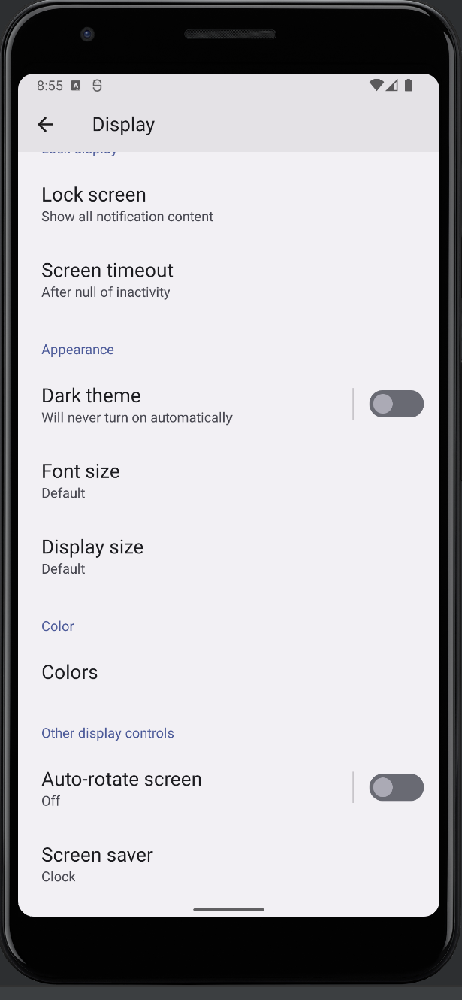 8:55
Display
Lock display
Lock screen
Show all notification content
Screen timeout
After null of inactivity
Appearance
Dark theme
Will never turn on automatically
Font size
Default
Display size
Default
Color
Colors
Other display controls
Auto-rotate screen
Off
Screen saver
Clock